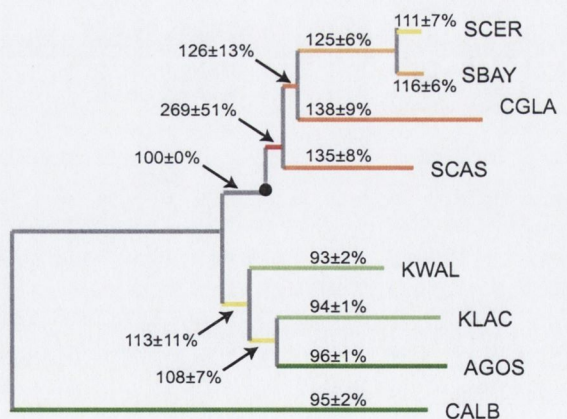 111±7%
SCER
125±6%
126±13%
SBAY
116±6%
CGLA
138±9%
269±51%
135±8%
SCAS
100±0%
93±2%
KWAL
94±1%
KLAC
113±11%
96±1%
AGOS
108±7%
95±2%
CALB